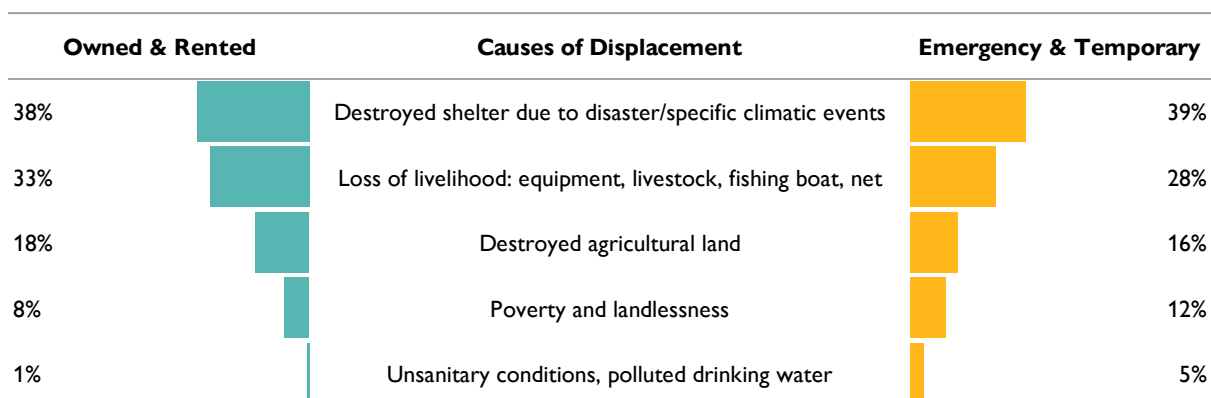 Owned & Rented Causes of Displacement Emergency & Temporary
38% Destroyed shelter due to disaster/specific climatic events 39%
33% Loss of livelihood: equipment, livestock, fishing boat, net 28%
18% Destroyed agricultural land 16%
8% Poverty and landlessness 12%
1% Unsanitary conditions, polluted drinking water 5%